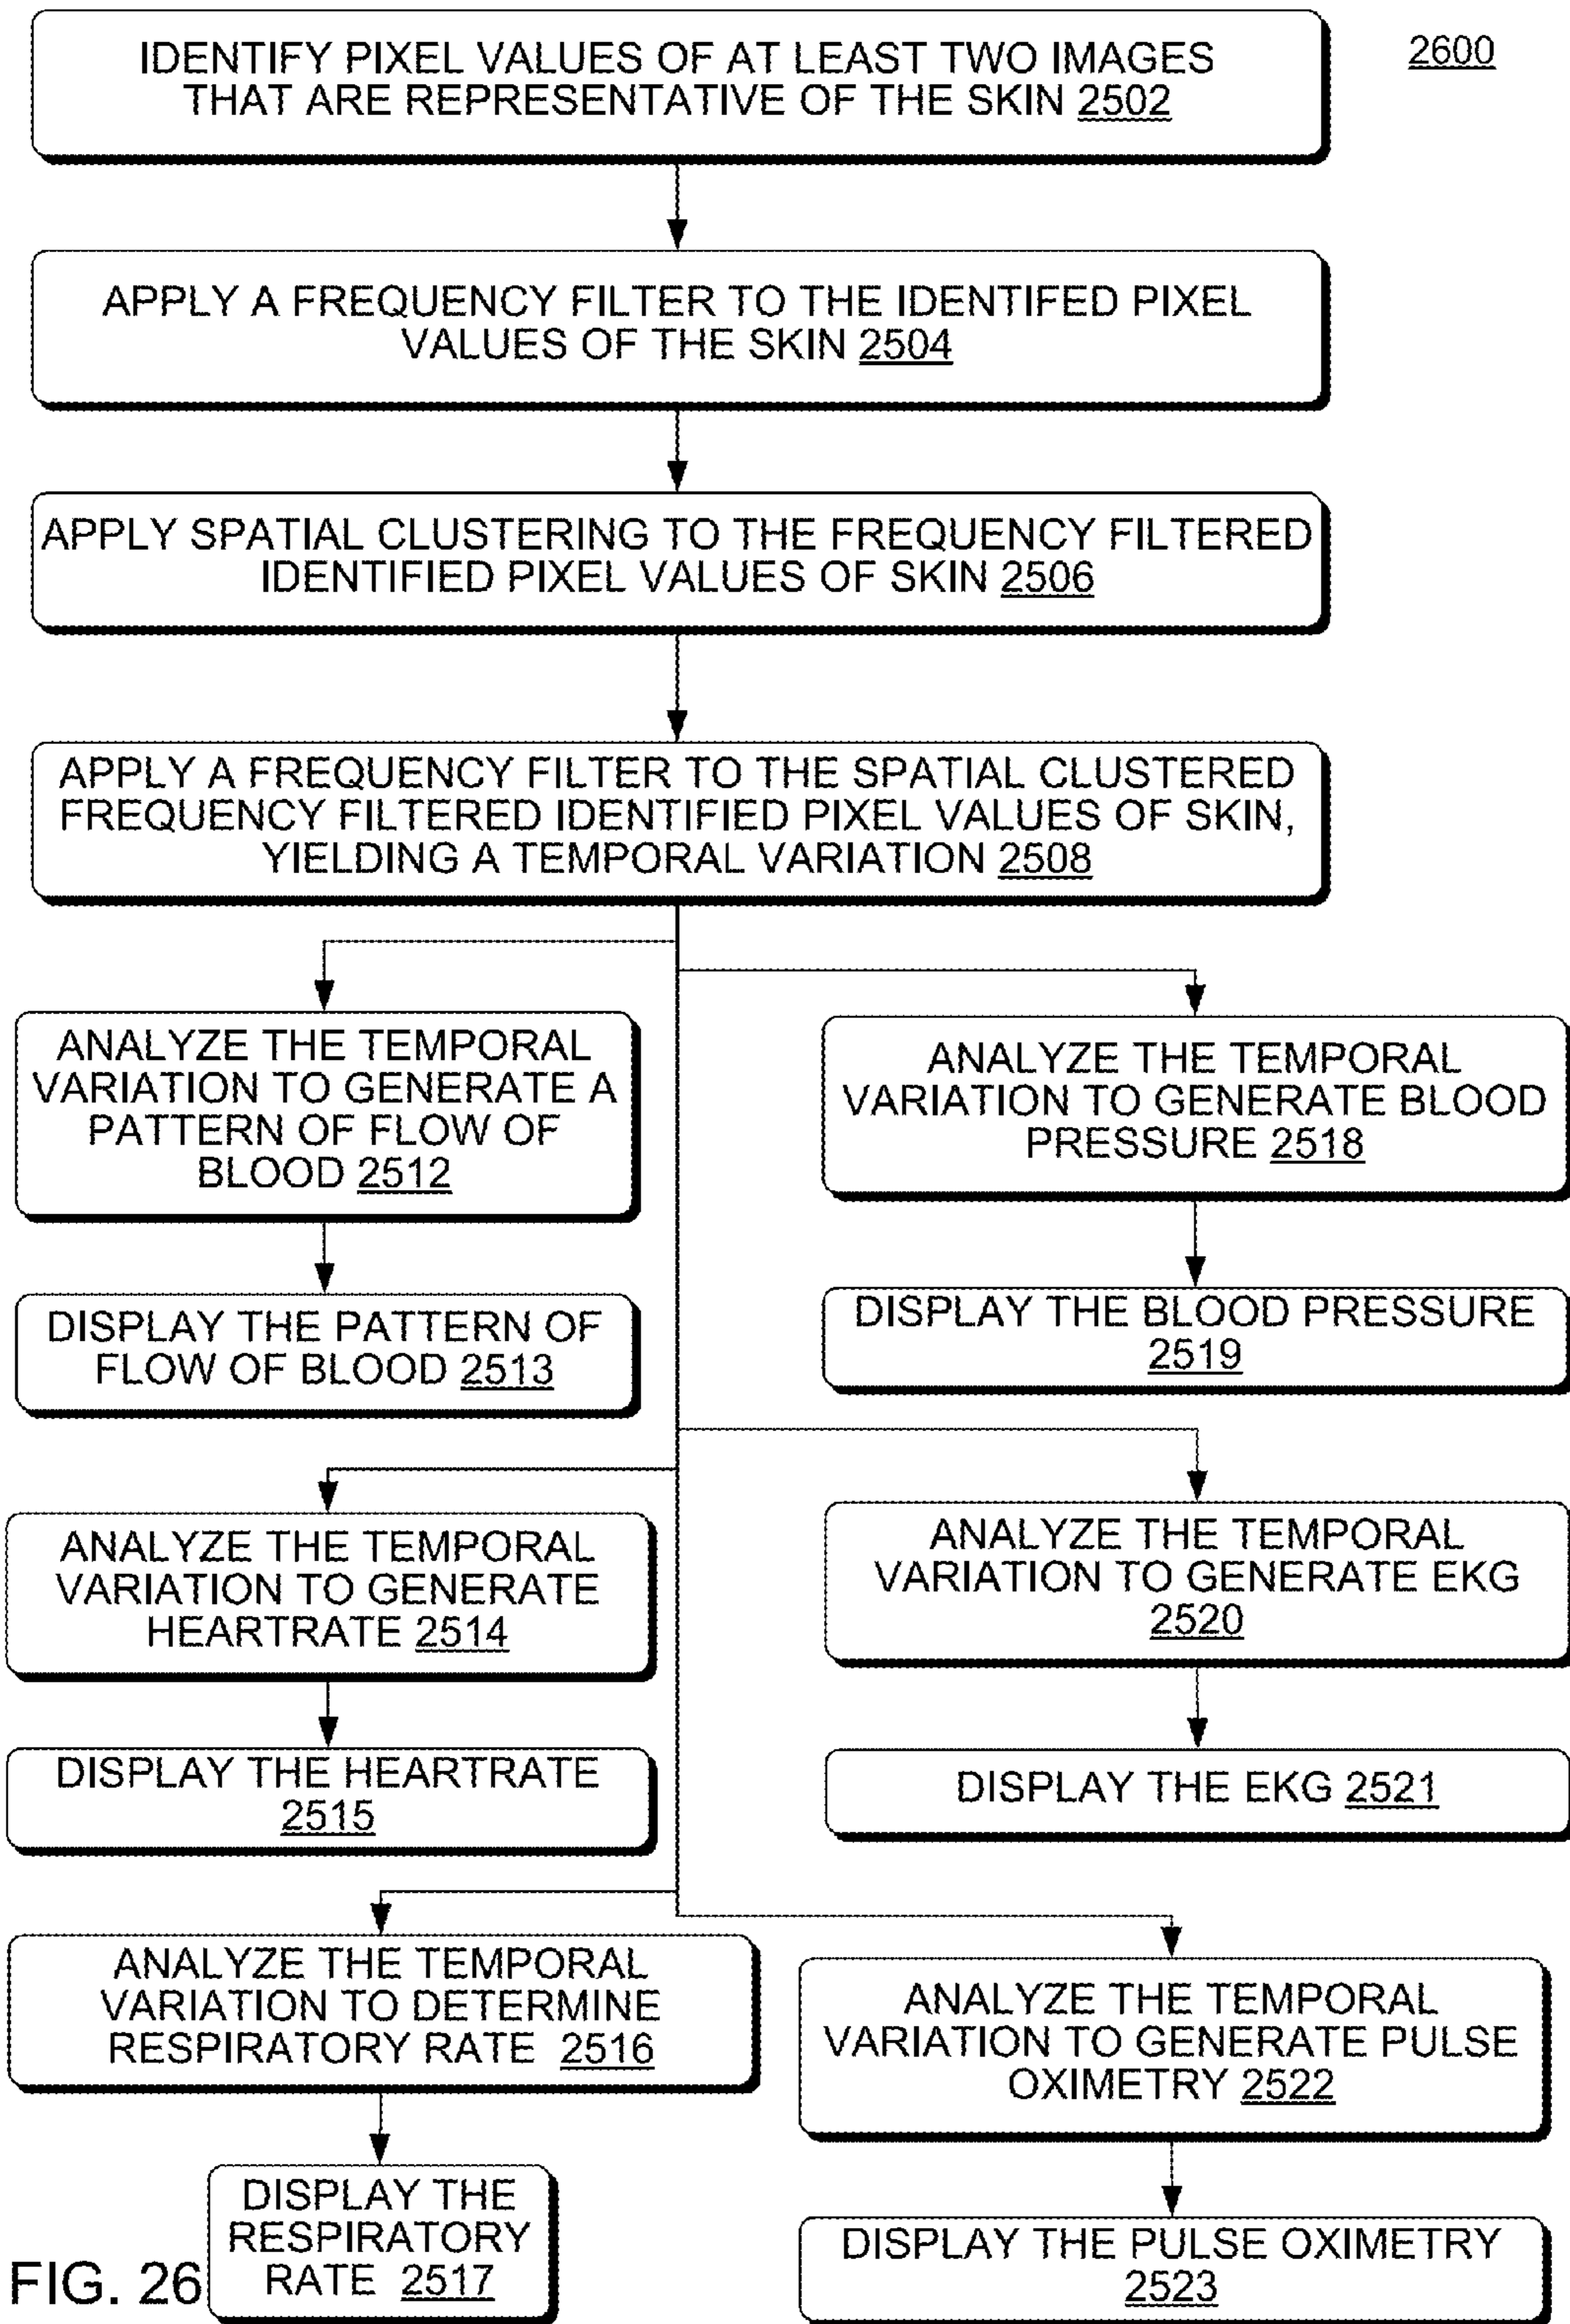 2600
IDENTIFY PIXEL VALUES OF AT LEAST TWO IMAGES
THAT ARE REPRESENTATIVE OF THE SKIN 2502
APPLY A FREQUENCY FILTER TO THE IDENTIFED PIXEL
VALUES OF THE SKIN 2504
APPLY SPATIAL CLUSTERING TO THE FREQUENCY FILTERED
IDENTIFIED PIXEL VALUES OF SKIN 2506
APPLY A FREQUENCY FILTER TO THE SPATIAL CLUSTERED
FREQUENCY FILTERED IDENTIFIED PIXEL VALUES OF SKIN,
YIELDING A TEMPORAL VARIATION 2508
ANALYZE THE TEMPORAL
VARIATION TO GENERATE A
PATTERN OF FLOW OF
BLOOD 2512
DISPLAY THE PATTERN OF
FLOW OF BLOOD 2513
ANALYZE THE TEMPORAL
VARIATION TO GENERATE BLOOD
PRESSURE 2518
DISPLAY THE BLOOD PRESSURE
2519
ANALYZE THE TEMPORAL
VARIATION TO GENERATE
HEARTRATE 2514
DISPLAY THE HEARTRATE
2515
ANALYZE THE TEMPORAL
VARIATION TO GENERATE EKG
2520
DISPLAY THE EKG 2521
ANALYZE THE TEMPORAL
VARIATION TO DETERMINE
RESPIRATORY RATE 2516
DISPLAY THE
RESPIRATORY
RATE 2517
ANALYZE THE TEMPORAL
VARIATION TO GENERATE PULSE
OXIMETRY 2522
DISPLAY THE PULSE OXIMETRY
2523
FIG. 26